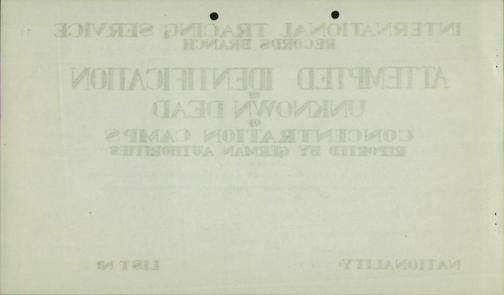 INTERNATIONAL TRACING SERVICE
RECORDS BRANCH
ATTEMPTED IDENTIFICATION
OF
UNKNOWN DEAD
OF
CONCENTRATION CAMPS
REPORTED BY GERMAN AUTHORITIES
NATIONALITY: LIST Nº